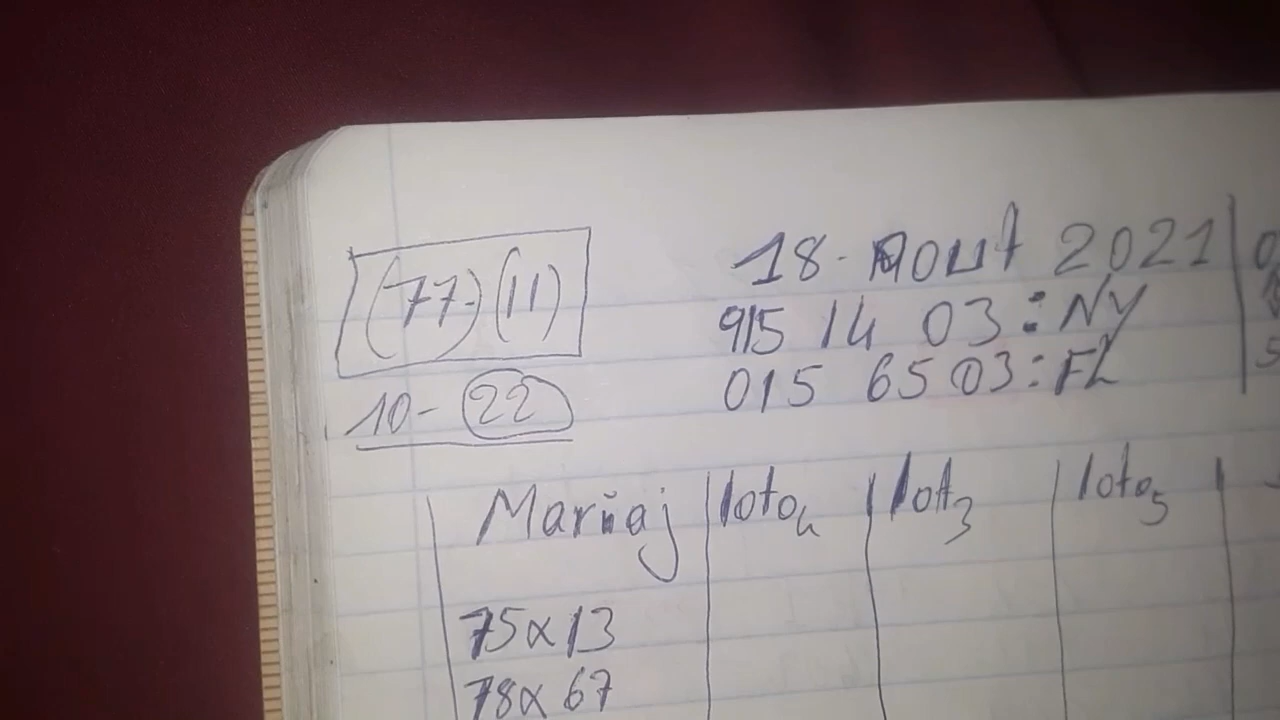 (77-)(11)
10-22
18-Aout 2021
915 14 03:NY
015 65 03:FL
Mariaj loto4 lot3 loto5
75x13
78x67